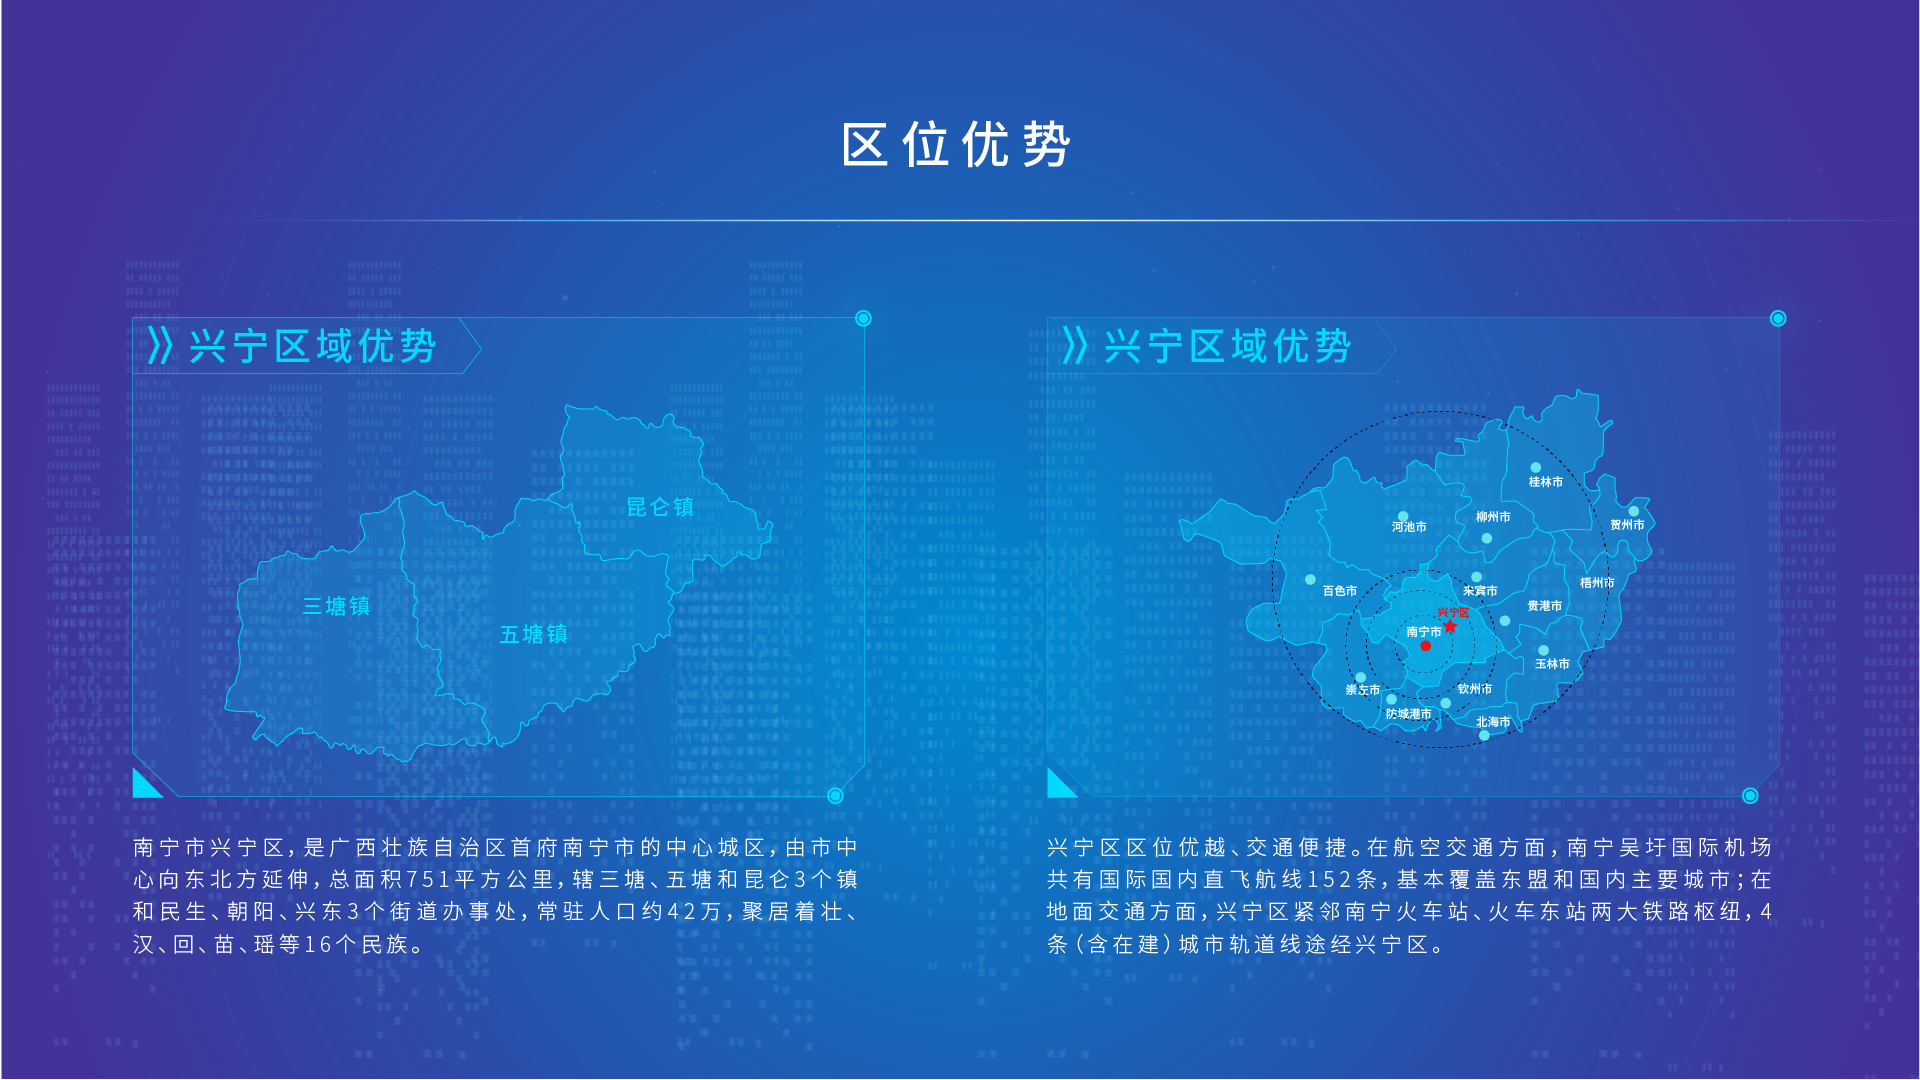 区位优势
兴宁区域优势
昆仑镇
三塘镇
五塘镇
南宁市兴宁区，是广西壮族自治区首府南宁市的中心城区，由市中
心向东北方延伸，总面积751平方公里，辖三塘、五塘和昆仑3个镇
和民生、朝阳、兴东3个街道办事处，常驻人口约42万，聚居着壮、
汉、回、苗、瑶等16个民族。
兴宁区域优势
桂林市
柳州市
贺州市
河池市
梧州市
百色市
来宾市
贵港市
兴宁区
南宁市
玉林市
崇左市
钦州市
防城港市
北海市
兴宁区区位优越、交通便捷。在航空交通方面，南宁吴圩国际机场
共有国际国内直飞航线152条，基本覆盖东盟和国内主要城市；在
地面交通方面，兴宁区紧邻南宁火车站、火车东站两大铁路枢纽，4
条（含在建）城市轨道线途经兴宁区。